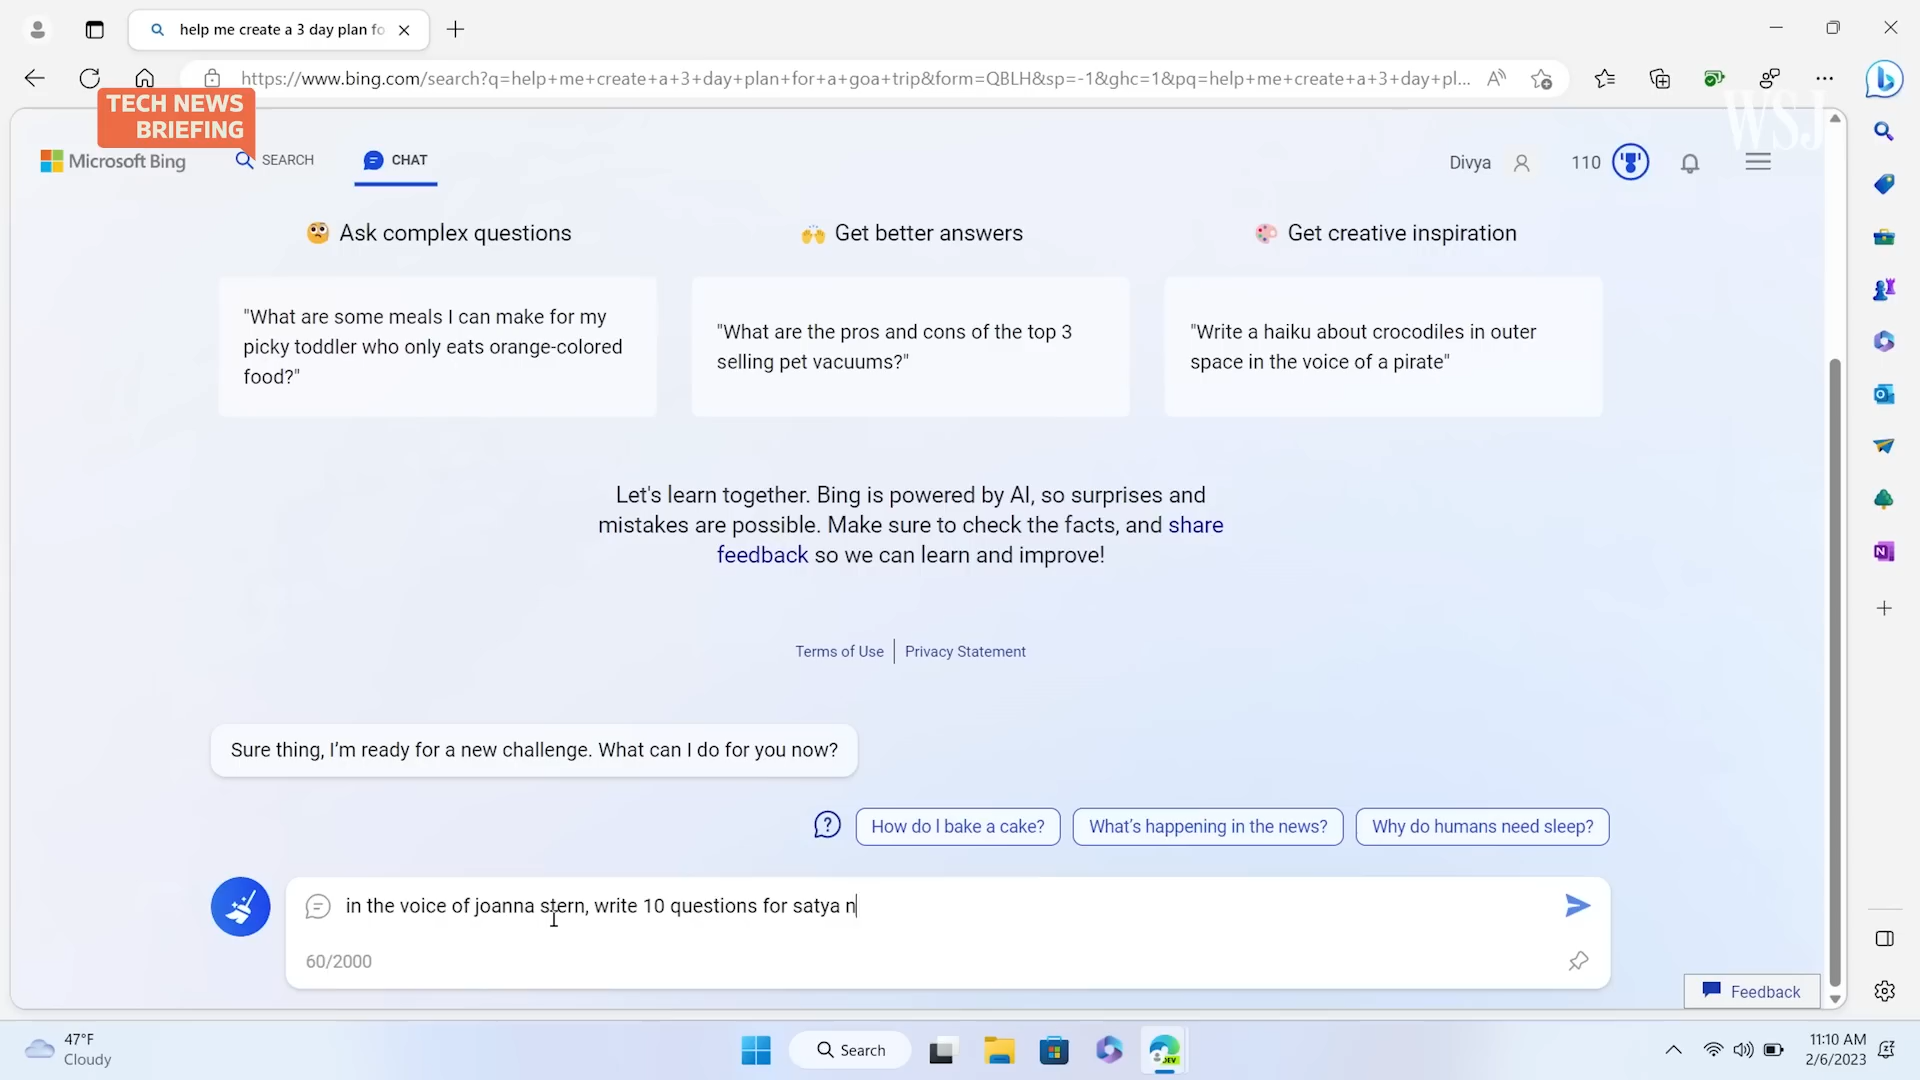 help me create a 3 day plan fo
https://www.bing.com/search?q=help+me+create+a+3+day+plan+for+a+goa+trip&form=QBLH&sp=-1&ghc=1&pq=help+me+create+a+3+day+pl...
TECH NEWS
BRIEFING
WSJ
Microsoft Bing
SEARCH
CHAT
Divya
110
Ask complex questions
Get better answers
Get creative inspiration
"What are some meals I can make for my
picky toddler who only eats orange-colored
food?"
"What are the pros and cons of the top 3
selling pet vacuums?"
"Write a haiku about crocodiles in outer
space in the voice of a pirate"
Let's learn together. Bing is powered by AI, so surprises and
mistakes are possible. Make sure to check the facts, and share
feedback so we can learn and improve!
Terms of Use
Privacy Statement
Sure thing, I'm ready for a new challenge. What can I do for you now?
How do I bake a cake?
What's happening in the news?
Why do humans need sleep?
in the voice of joanna stern, write 10 questions for satya n
60/2000
Feedback
47°F
Cloudy
Search
DEV
11:10 AM
2/6/2023